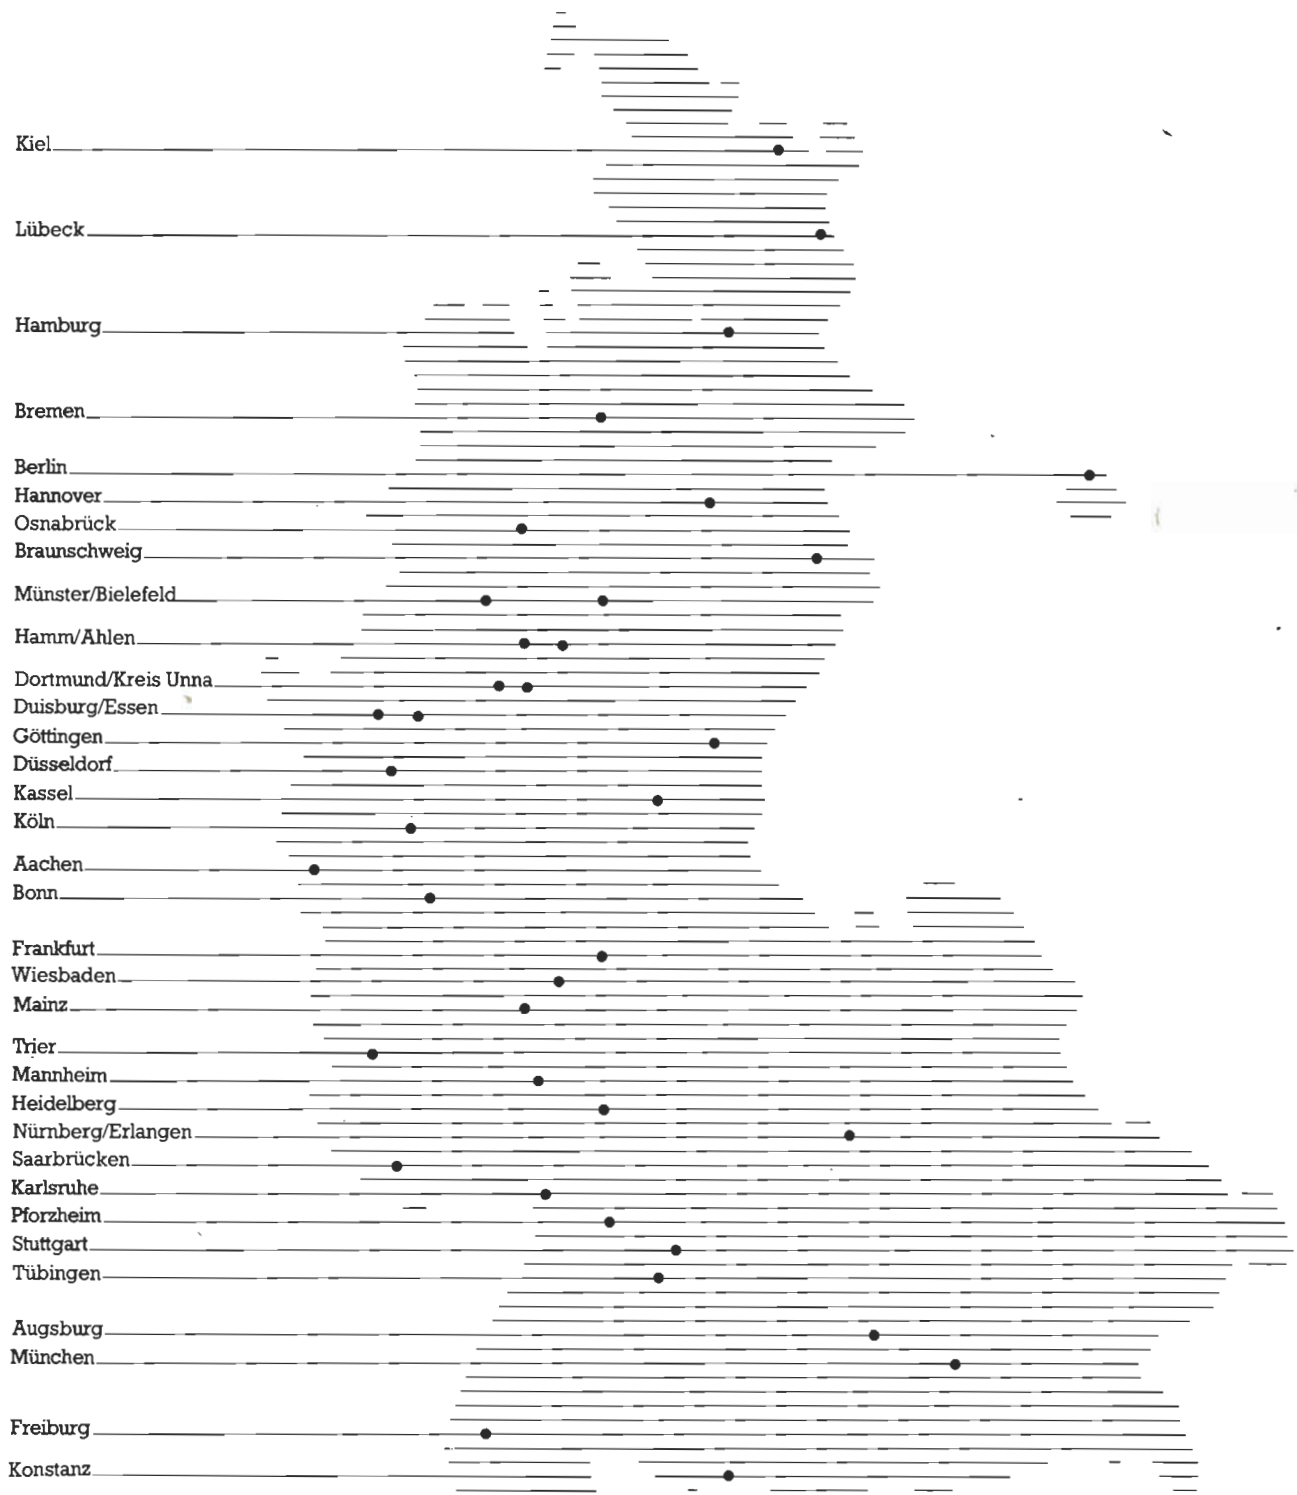 Kiel
Lübeck
Hamburg
Bremen
Berlin
Hannover
Osnabrück
Braunschweig
Münster/Bielefeld
Hamm/Ahlen
Dortmund/Kreis Unna
Duisburg/Essen
Göttingen
Düsseldorf
Kassel
Köln
Aachen
Bonn
Frankfurt
Wiesbaden
Mainz
Trier
Mannheim
Heidelberg
Nürnberg/Erlangen
Saarbrücken
Karlsruhe
Pforzheim
Stuttgart
Tübingen
Augsburg
München
Freiburg
Konstanz